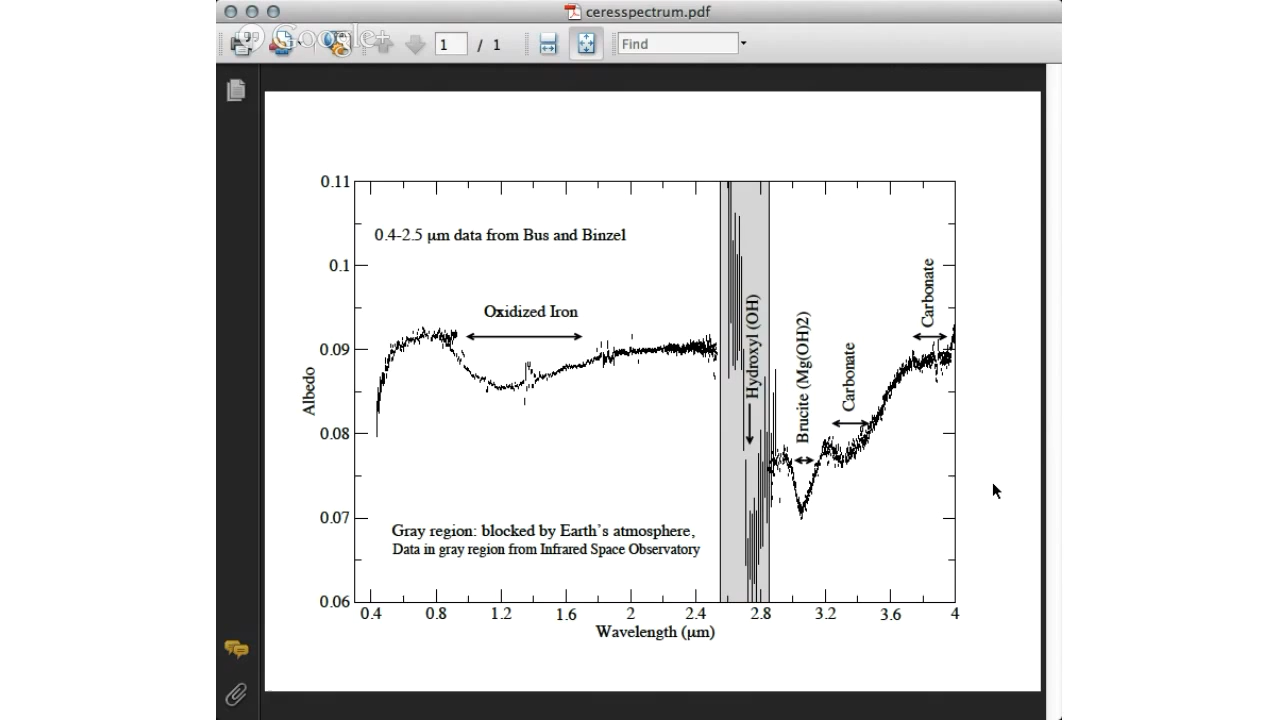 ceresspectrum.pdf
Google+
1 / 1
Find
0.11
0.1
0.09
0.08
0.07
0.06
Albedo
0.4-2.5 μm data from Bus and Binzel
Oxidized Iron
Hydroxyl (OH)
Brucite (Mg(OH)2)
Carbonate
Carbonate
Gray region: blocked by Earth's atmosphere,
Data in gray region from Infrared Space Observatory
0.4 0.8 1.2 1.6 2 2.4 2.8 3.2 3.6 4
Wavelength (μm)